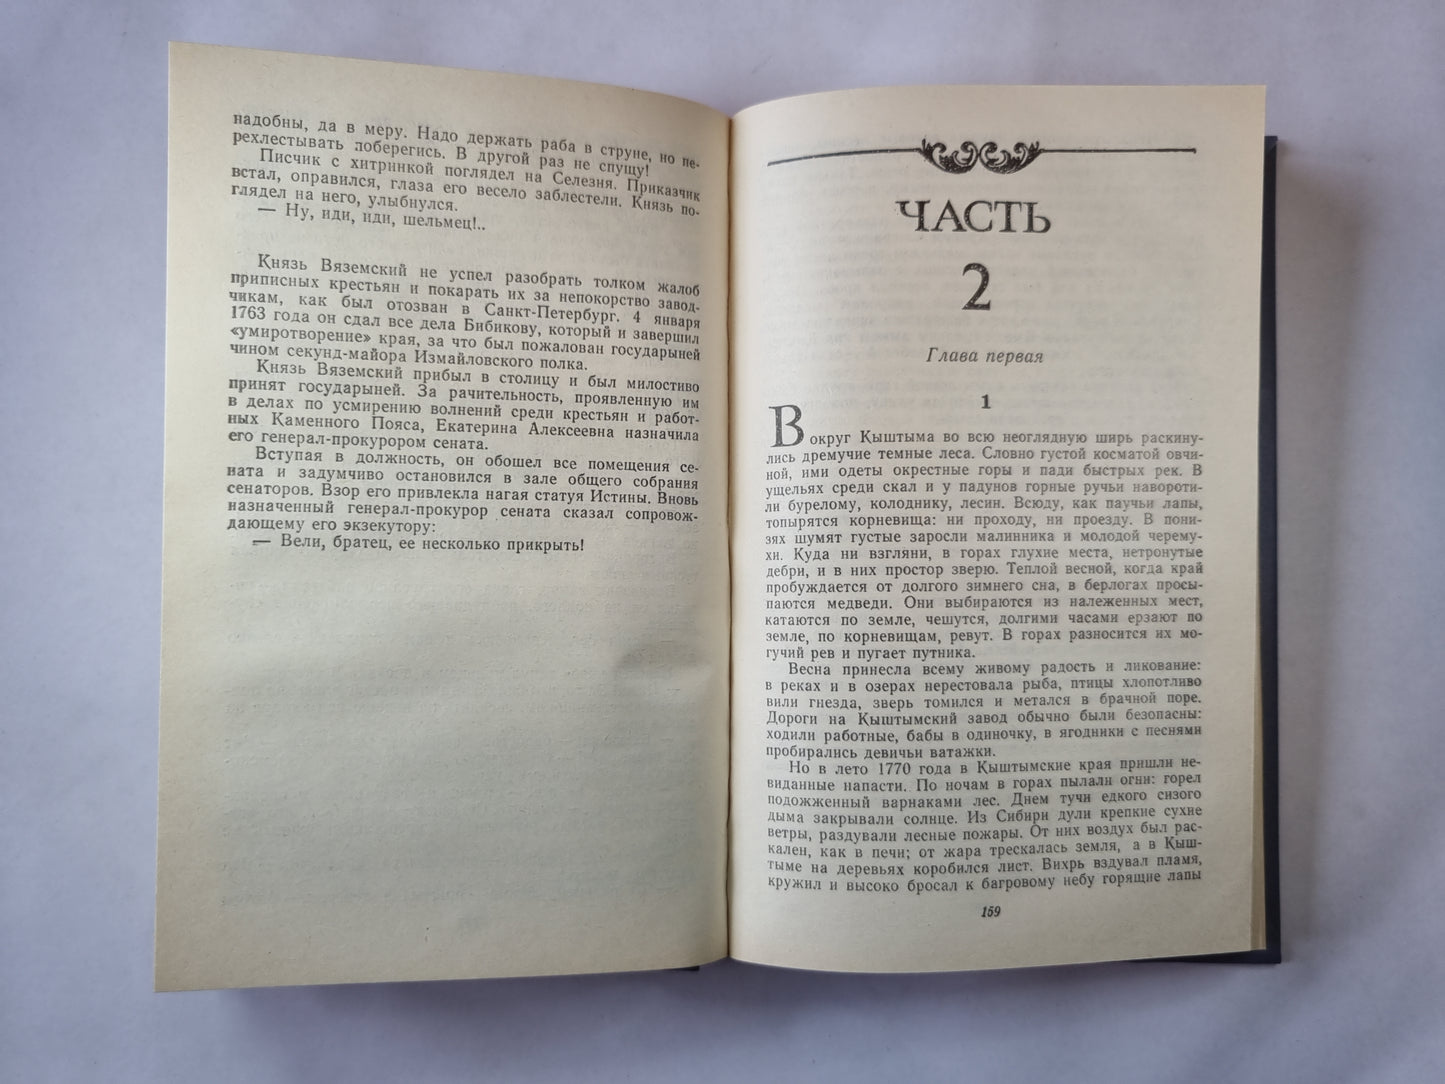 надобны, да в меру. Надо держать раба в струне, но пе-
рехлестывать поберегись. В другой раз не спущу!
Писчик с хитринкой поглядел на Селезня. Приказчик
встал, оправился, глаза его весело заблестели. Князь по-
глядел на него, улыбнулся.
— Ну, иди, иди, шельмец!..
Князь Вяземский не успел разобрать толком жалоб
приписных крестьян и покарать их за непокорство завод-
чикам, как был отозван в Санкт-Петербург. 4 января
1763 года он сдал все дела Бибикову, который и завершил
«умиротворение» края, за что был пожалован государыней
чином секунд-майора Измайловского полка.
Князь Вяземский прибыл в столицу и был милостиво
принят государыней. За рачительность, проявленную им
в делах по усмирению волнений среди крестьян и работ-
ных Каменного Пояса, Екатерина Алексеевна назначила
его генерал-прокурором сената.
Вступая в должность, он обошел все помещения се-
ната и задумчиво остановился в зале общего собрания
сенаторов. Взор его привлекла нагая статуя Истины. Вновь
назначенный генерал-прокурор сената сказал сопровож-
дающему его экзекутору:
— Вели, братец, ее несколько прикрыть!
ЧАСТЬ
2
Глава первая
1
Вокруг Кыштыма во всю неоглядную ширь раскину-
лись дремучие темные леса. Словно густой косматой овчи-
ной, ими одеты окрестные горы и пади быстрых рек. В
ущельях среди скал и у падунов горные ручьи наворoти-
ли бурелому, колоднику, лесин. Всюду, как паучьи лапы,
топырятся корневища: ни проходу, ни проезду. В пони-
зях шумят густые заросли малинника и молодой черему-
хи. Куда ни взгляни, в горах глухие места, нетронутые
дебри, и в них простор зверю. Теплой весной, когда край
пробуждается от долгого зимнего сна, в берлогах просы-
паются медведи. Они выбираются из належенных мест,
катаются по земле, чешутся, долгими часами ерзают по
земле, по корневищам, ревут. В горах разносится их мо-
гучий рев и пугает путника.
Весна принесла всему живому радость и ликование:
в реках и в озерах нерестовала рыба, птицы хлопотливо
вили гнезда, зверь томился и метался в брачной поре.
Дороги на Кыштымский завод обычно были безопасны:
ходили работные, бабы в одиночку, в ягодники с песнями
пробирались девичьи ватажки.
Но в лето 1770 года в Кыштымские края пришли не-
виданные напасти. По ночам в горах пылали огни: горел
подожженный варнаками лес. Днем тучи едкого сизого
дыма закрывали солнце. Из Сибири дули крепкие сухие
ветры, раздували лесные пожары. От них воздух был рас-
кален, как в печи; от жара трескалась земля, а в Кыш-
тыме на деревьях коробился лист. Вихрь вздувал пламя,
кружил и высоко бросал к багровому небу горящие лапы
159